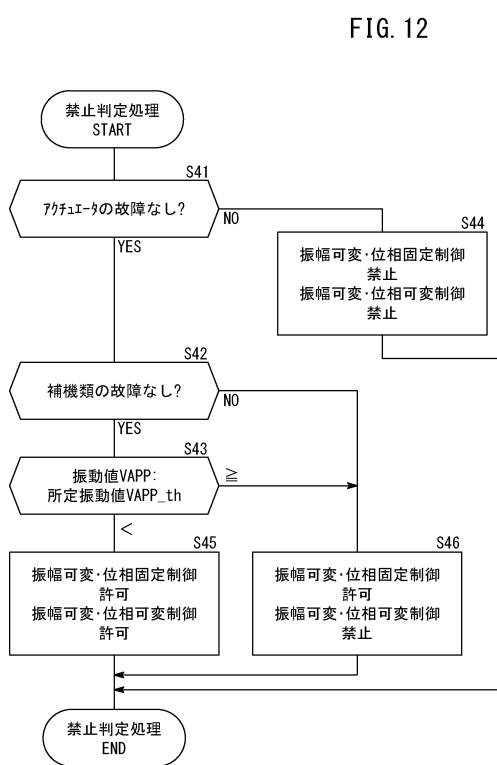 FIG. 12
禁止判定処理
START
S41
ｱｸﾁｭｴｰﾀの故障なし?
NO
YES
S44
振幅可変･位相固定制御
禁止
振幅可変･位相可変制御
禁止
S42
補機類の故障なし?
NO
YES
S43
振動値VAPP:
所定振動値VAPP_th
≧
<
S45
振幅可変･位相固定制御
許可
振幅可変･位相可変制御
許可
S46
振幅可変･位相固定制御
許可
振幅可変･位相可変制御
禁止
禁止判定処理
END